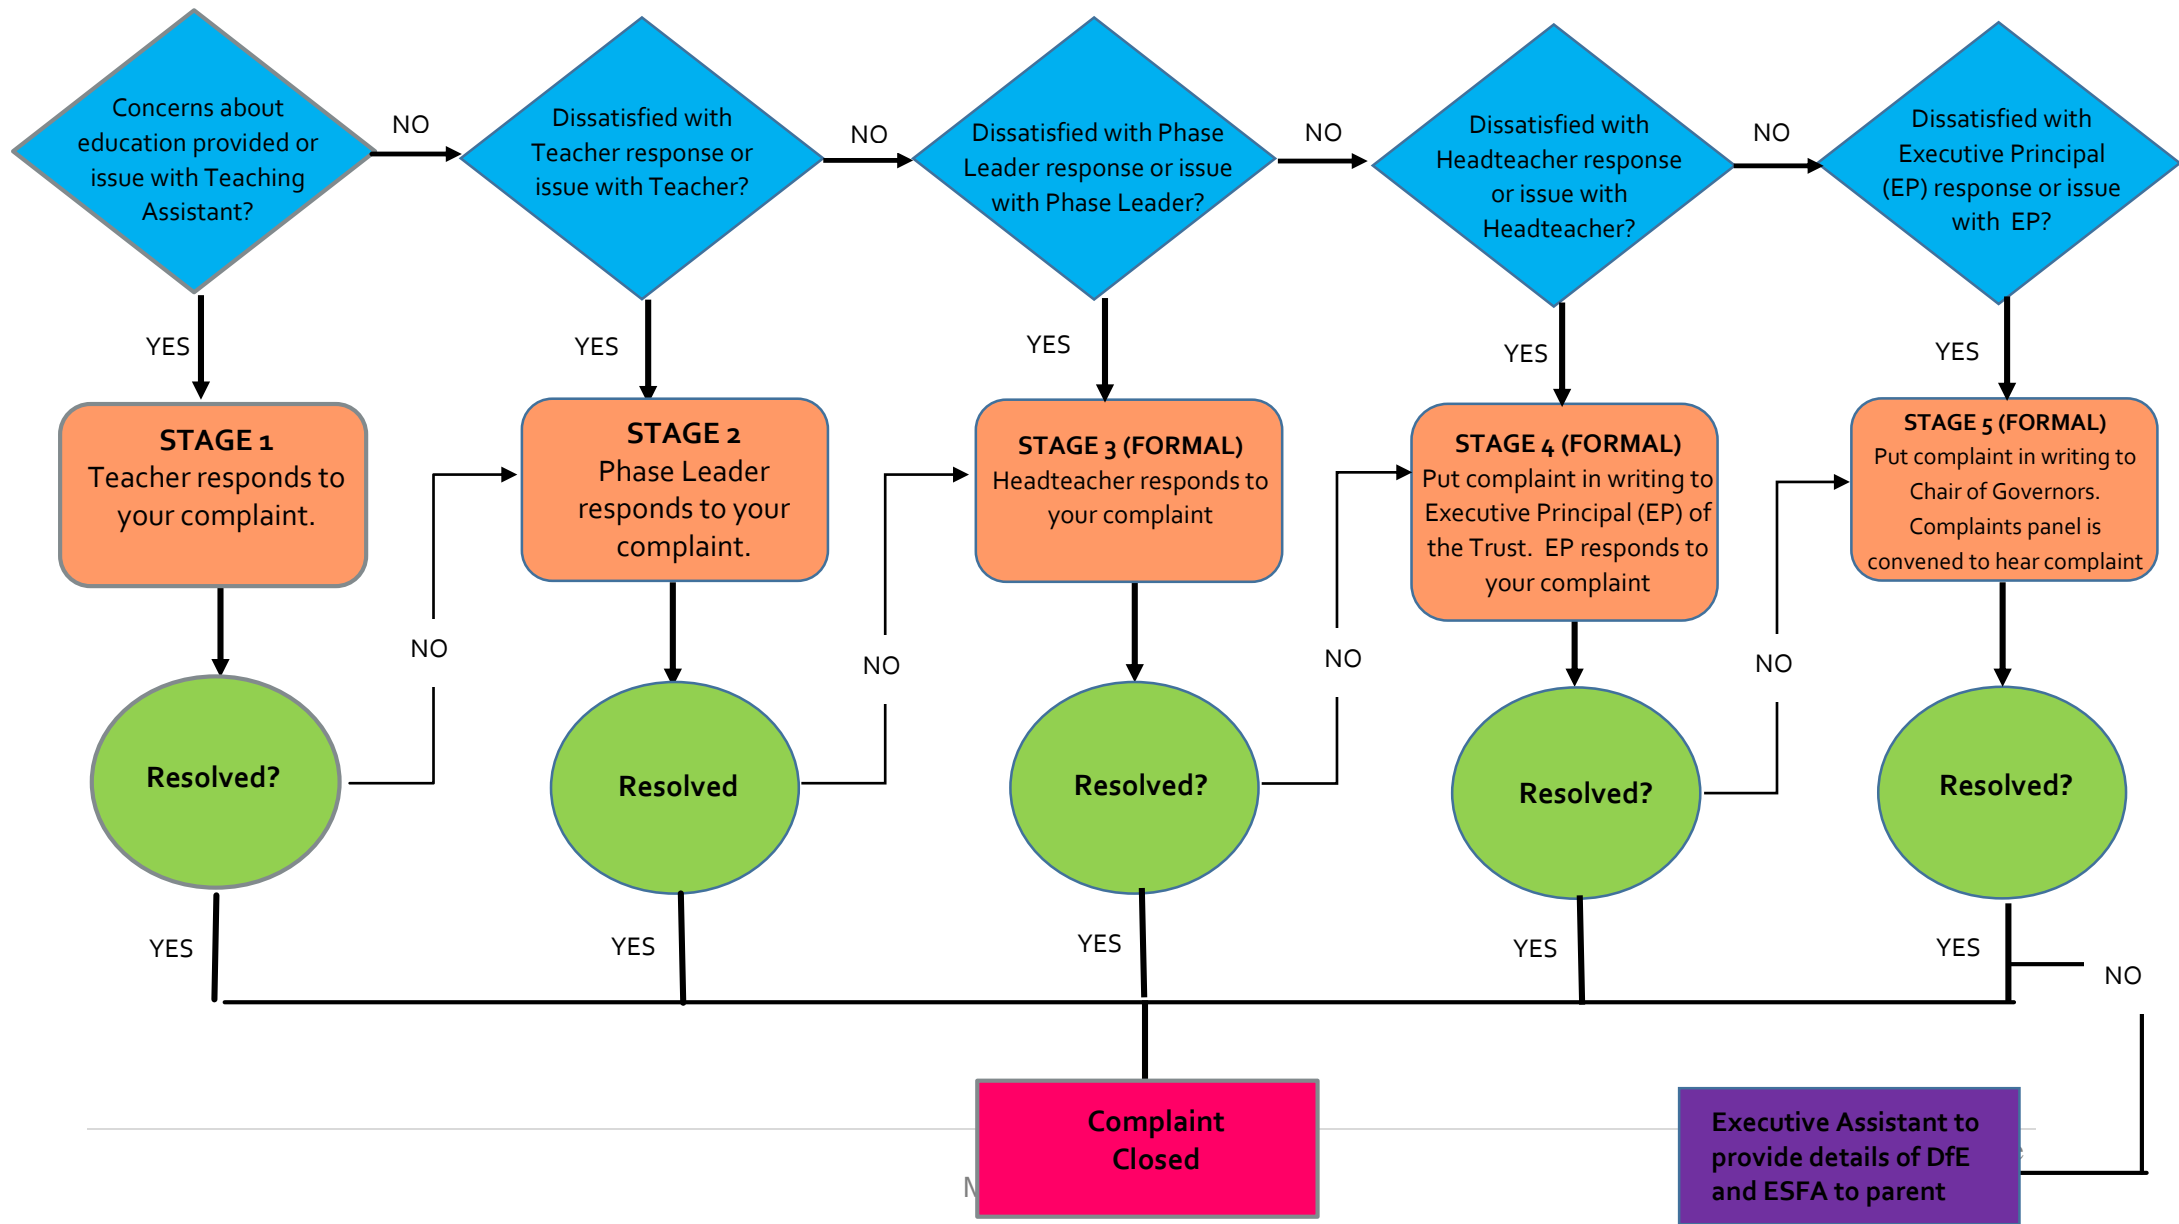 Concerns about
education provided or
issue with Teaching
Assistant?
NO
Dissatisfied with
Teacher response or
issue with Teacher?
NO
Dissatisfied with Phase
Leader response or issue
with Phase Leader?
NO
Dissatisfied with
Headteacher response
or issue with
Headteacher?
NO
Dissatisfied with
Executive Principal
(EP) response or issue
with EP?
YES
YES
YES
YES
YES
STAGE 1
Teacher responds to
your complaint.
STAGE 2
Phase Leader
responds to your
complaint.
STAGE 3 (FORMAL)
Headteacher responds to
your complaint
STAGE 4 (FORMAL)
Put complaint in writing to
Executive Principal (EP) of
the Trust. EP responds to
your complaint
STAGE 5 (FORMAL)
Put complaint in writing to
Chair of Governors.
Complaints panel is
convened to hear complaint
NO
NO
NO
NO
Resolved?
Resolved
Resolved?
Resolved?
Resolved?
YES
YES
YES
YES
YES
NO
Complaint
Closed
Executive Assistant to
provide details of DfE
and ESFA to parent